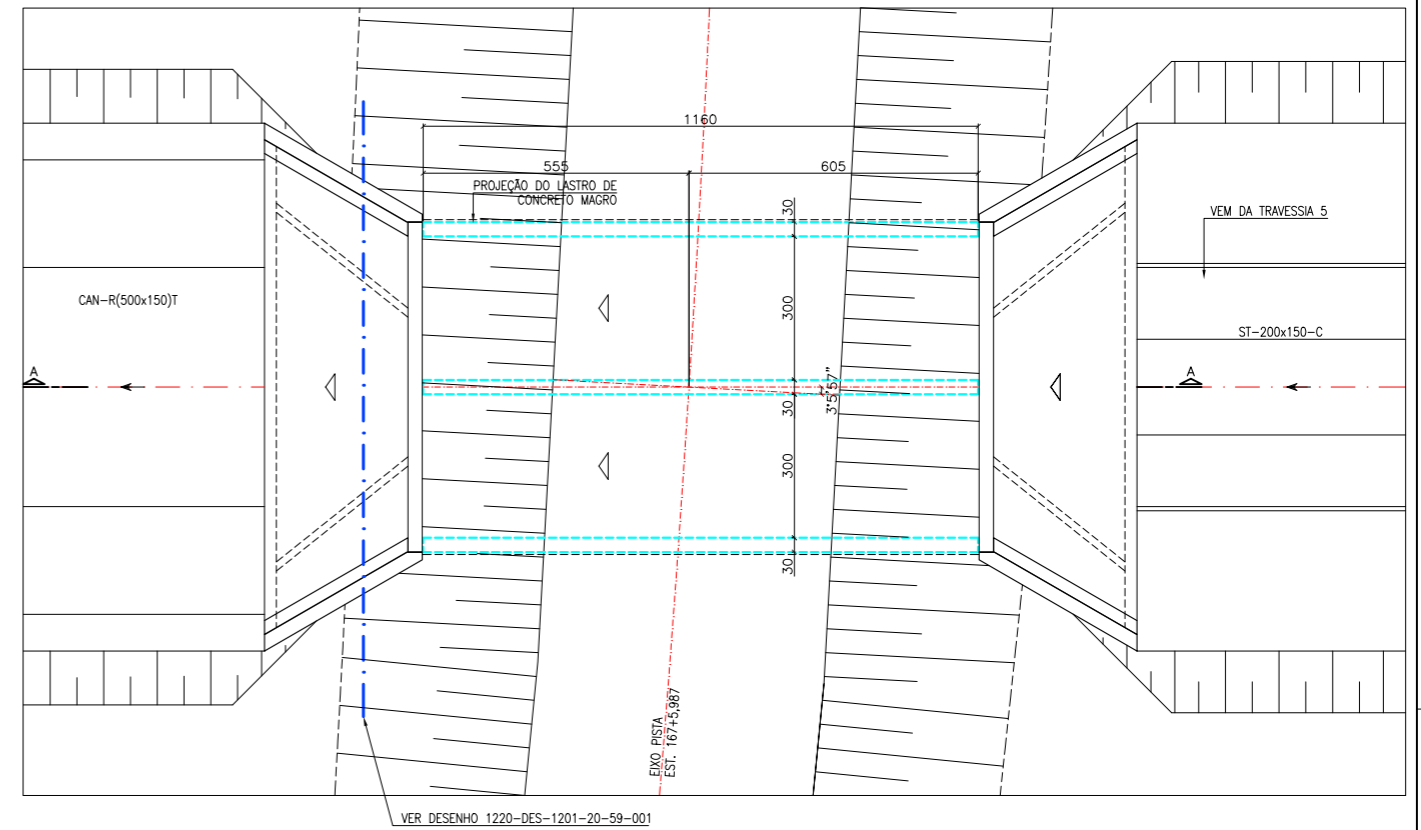 1160
555
605
PROJEÇÃO DO LASTRO DE
CONCRETO MAGRO
30
VEM DA TRAVESSIA 5
CAN-R(500x150)T
300
ST-200x150-C
A
A
30
3°5'57"
300
30
EIXO PISTA
EST. 167+5,987
VER DESENHO 1220-DES-1201-20-59-001